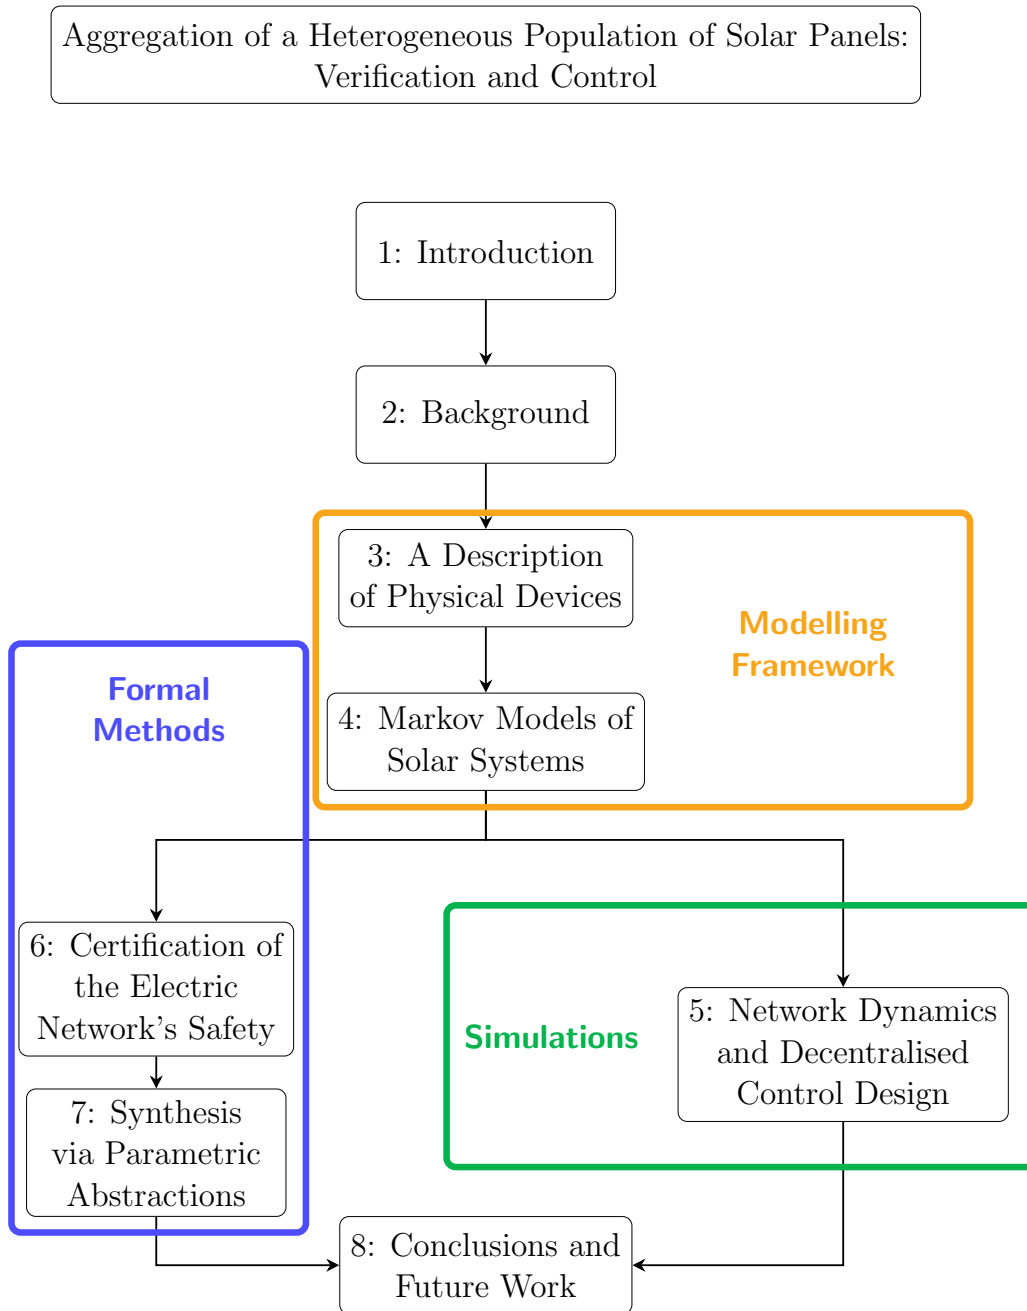 Aggregation of a Heterogeneous Population of Solar Panels:
Verification and Control
1: Introduction
2: Background
3: A Description
of Physical Devices
Modelling
Framework
Formal
Methods
4: Markov Models of
Solar Systems
6: Certification of
the Electric
Network's Safety
Simulations
5: Network Dynamics
and Decentralised
Control Design
7: Synthesis
via Parametric
Abstractions
8: Conclusions and
Future Work